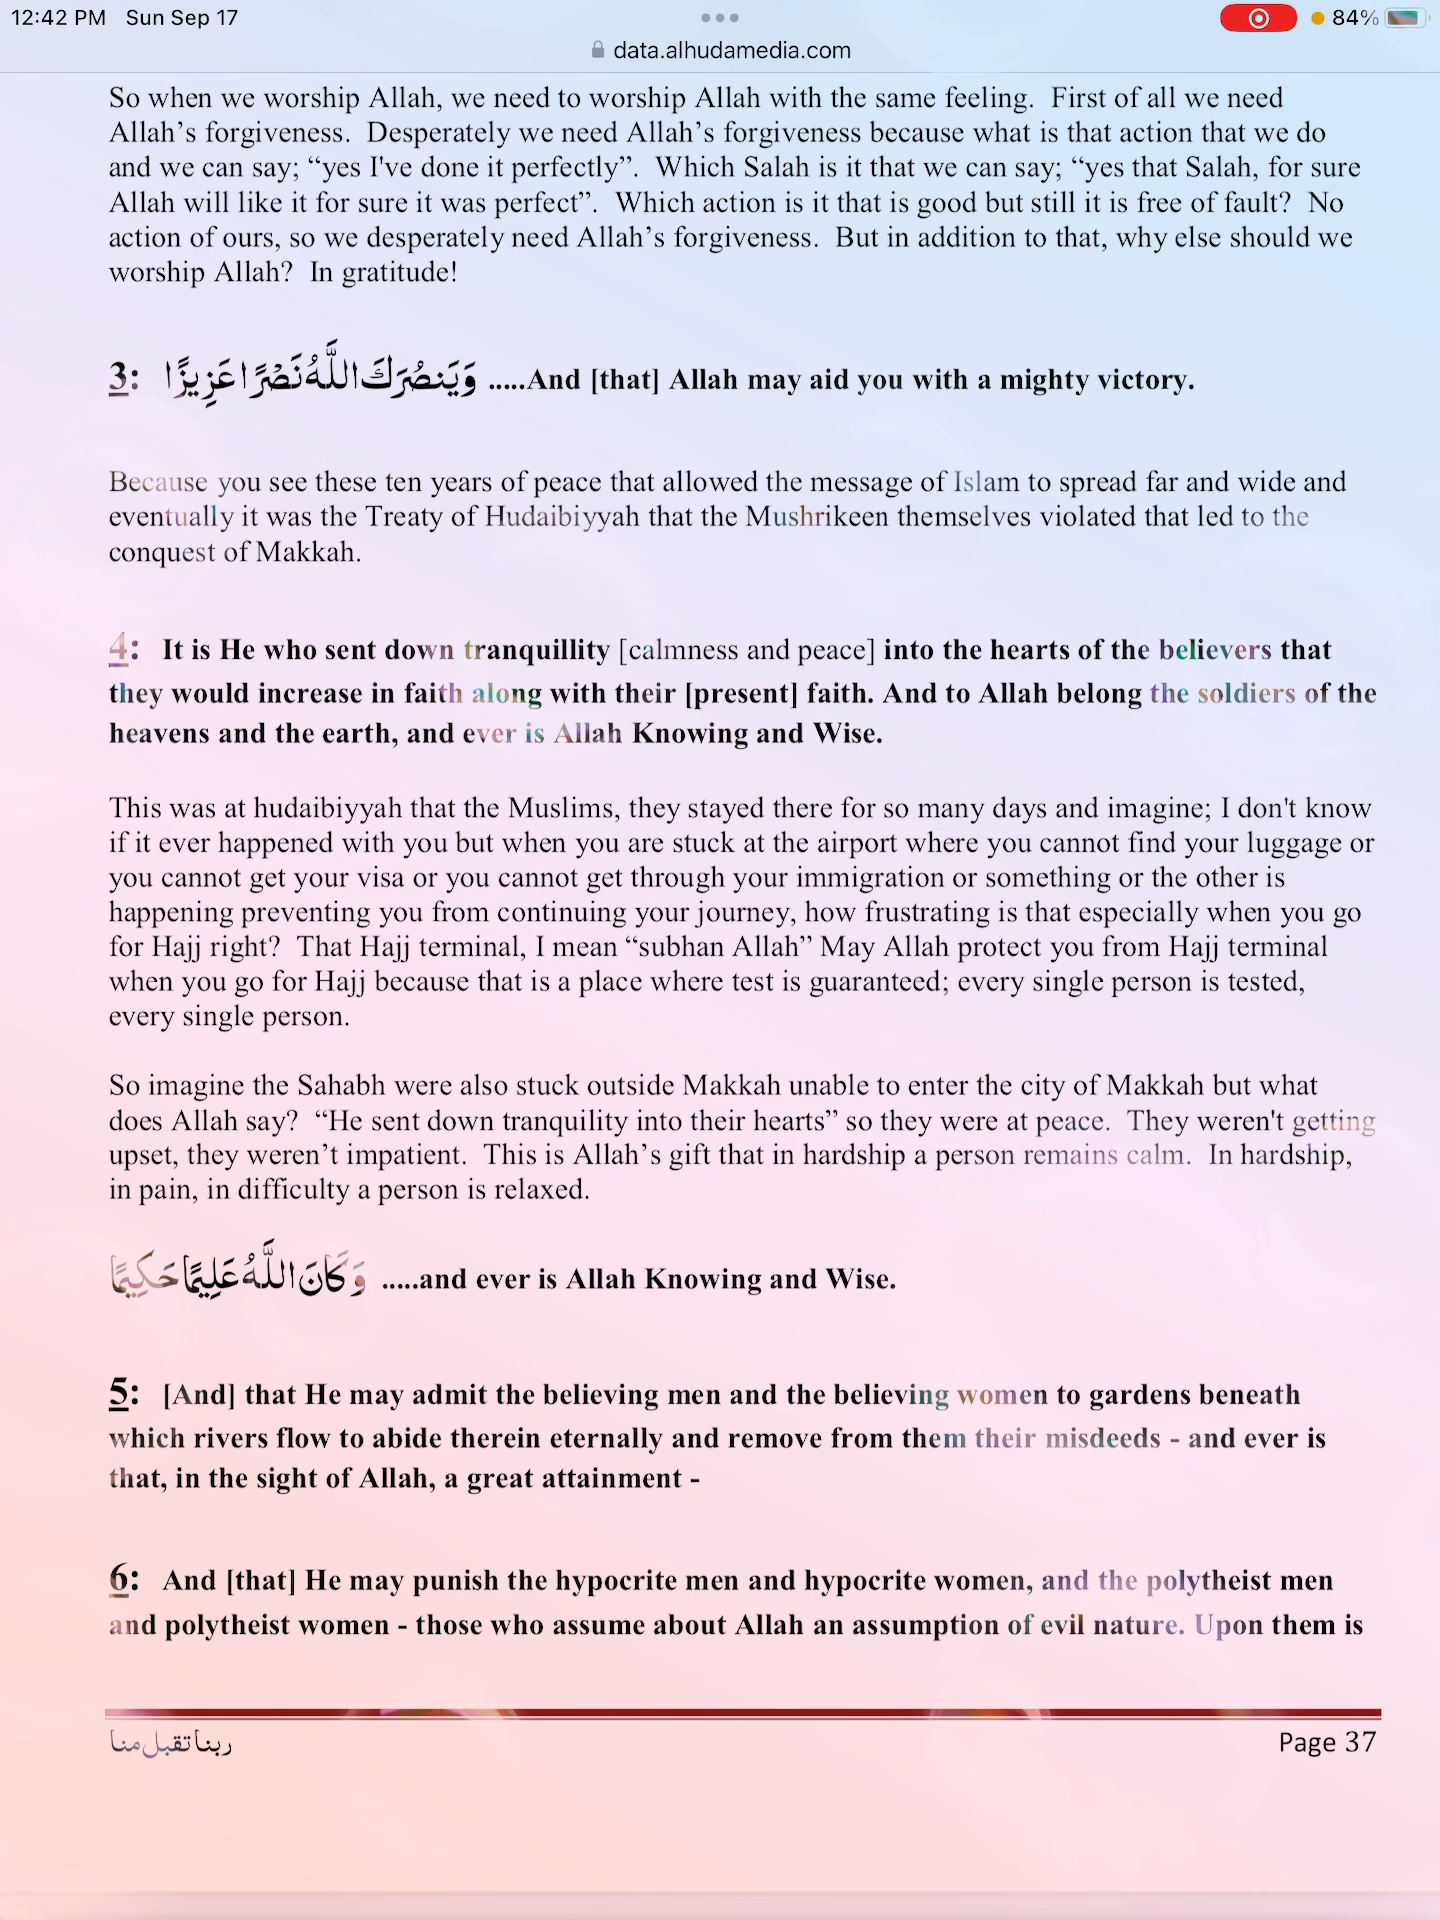 12:42 PM Sun Sep 17
84%
data.alhudamedia.com
So when we worship Allah, we need to worship Allah with the same feeling.  First of all we need
Allah’s forgiveness.  Desperately we need Allah’s forgiveness because what is that action that we do
and we can say; “yes I've done it perfectly”.  Which Salah is it that we can say; “yes that Salah, for sure
Allah will like it for sure it was perfect”.  Which action is it that is good but still it is free of fault?  No
action of ours, so we desperately need Allah’s forgiveness.  But in addition to that, why else should we
worship Allah?  In gratitude!
3: وَيَنصُرَكَ اللَّهُ نَصْرًا عَزِيزًا .....And [that] Allah may aid you with a mighty victory.
Because you see these ten years of peace that allowed the message of Islam to spread far and wide and
eventually it was the Treaty of Hudaibiyyah that the Mushrikeen themselves violated that led to the
conquest of Makkah.
4: It is He who sent down tranquillity [calmness and peace] into the hearts of the believers that
they would increase in faith along with their [present] faith. And to Allah belong the soldiers of the
heavens and the earth, and ever is Allah Knowing and Wise.
This was at hudaibiyyah that the Muslims, they stayed there for so many days and imagine; I don't know
if it ever happened with you but when you are stuck at the airport where you cannot find your luggage or
you cannot get your visa or you cannot get through your immigration or something or the other is
happening preventing you from continuing your journey, how frustrating is that especially when you go
for Hajj right?  That Hajj terminal, I mean “subhan Allah” May Allah protect you from Hajj terminal
when you go for Hajj because that is a place where test is guaranteed; every single person is tested,
every single person.
So imagine the Sahabh were also stuck outside Makkah unable to enter the city of Makkah but what
does Allah say?  “He sent down tranquility into their hearts” so they were at peace.  They weren't getting
upset, they weren’t impatient.  This is Allah’s gift that in hardship a person remains calm.  In hardship,
in pain, in difficulty a person is relaxed.
وَكَانَ اللَّهُ عَلِيمًا حَكِيمًا .....and ever is Allah Knowing and Wise.
5: [And] that He may admit the believing men and the believing women to gardens beneath
which rivers flow to abide therein eternally and remove from them their misdeeds - and ever is
that, in the sight of Allah, a great attainment -
6: And [that] He may punish the hypocrite men and hypocrite women, and the polytheist men
and polytheist women - those who assume about Allah an assumption of evil nature. Upon them is
ربنا تقبل منا
Page 37